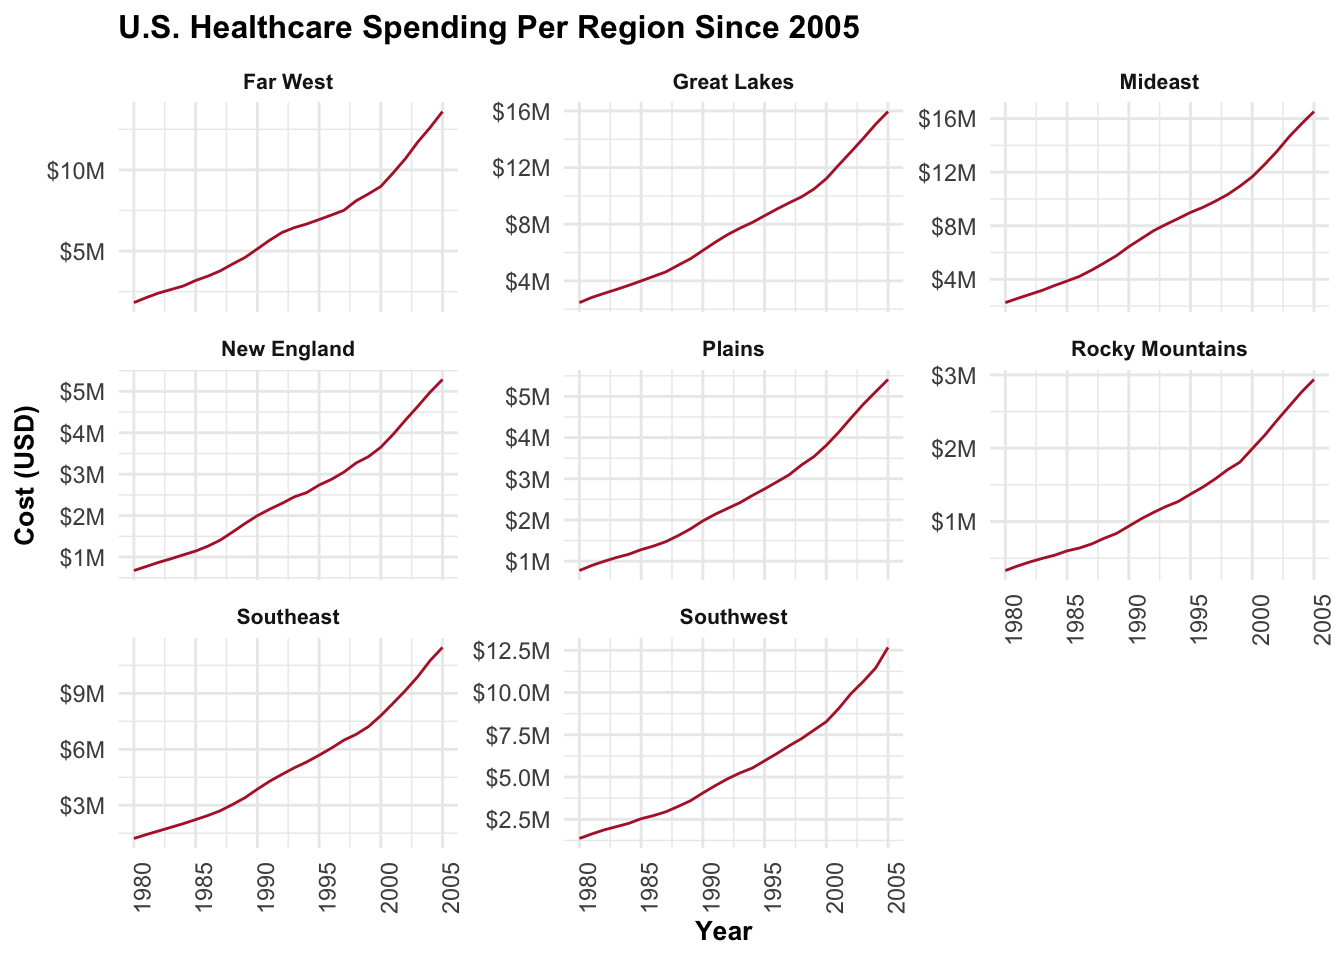 U.S. Healthcare Spending Per Region Since 2005
Far West
$10M
$5M
Great Lakes
$16M
$12M
$8M
$4M
Mideast
$16M
$12M
$8M
$4M
Cost (USD)
New England
$5M
$4M
$3M
$2M
$1M
Plains
$5M
$4M
$3M
$2M
$1M
Rocky Mountains
$3M
$2M
$1M
1980 1985 1990 1995 2000 2005
Southeast
$9M
$6M
$3M
1980 1985 1990 1995 2000 2005
Southwest
$12.5M
$10.0M
$7.5M
$5.0M
$2.5M
1980 1985 1990 1995 2000 2005
Year